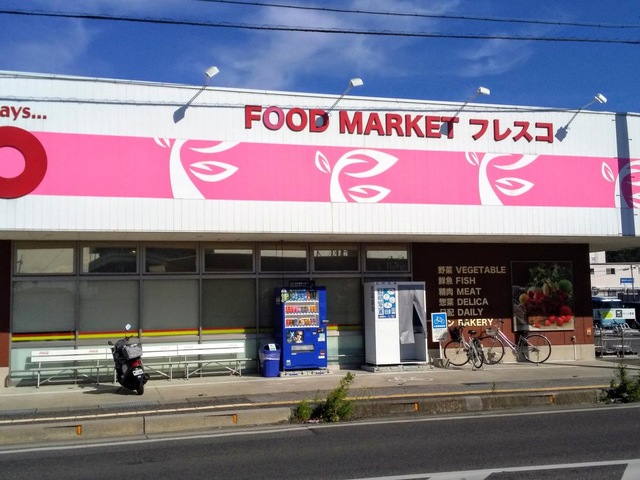 ays...
FOOD MARKET フレスコ
野菜 VEGETABLE
鮮魚 FISH
精肉 MEAT
惣菜 DELICA
配 DAILY
ン BAKERY